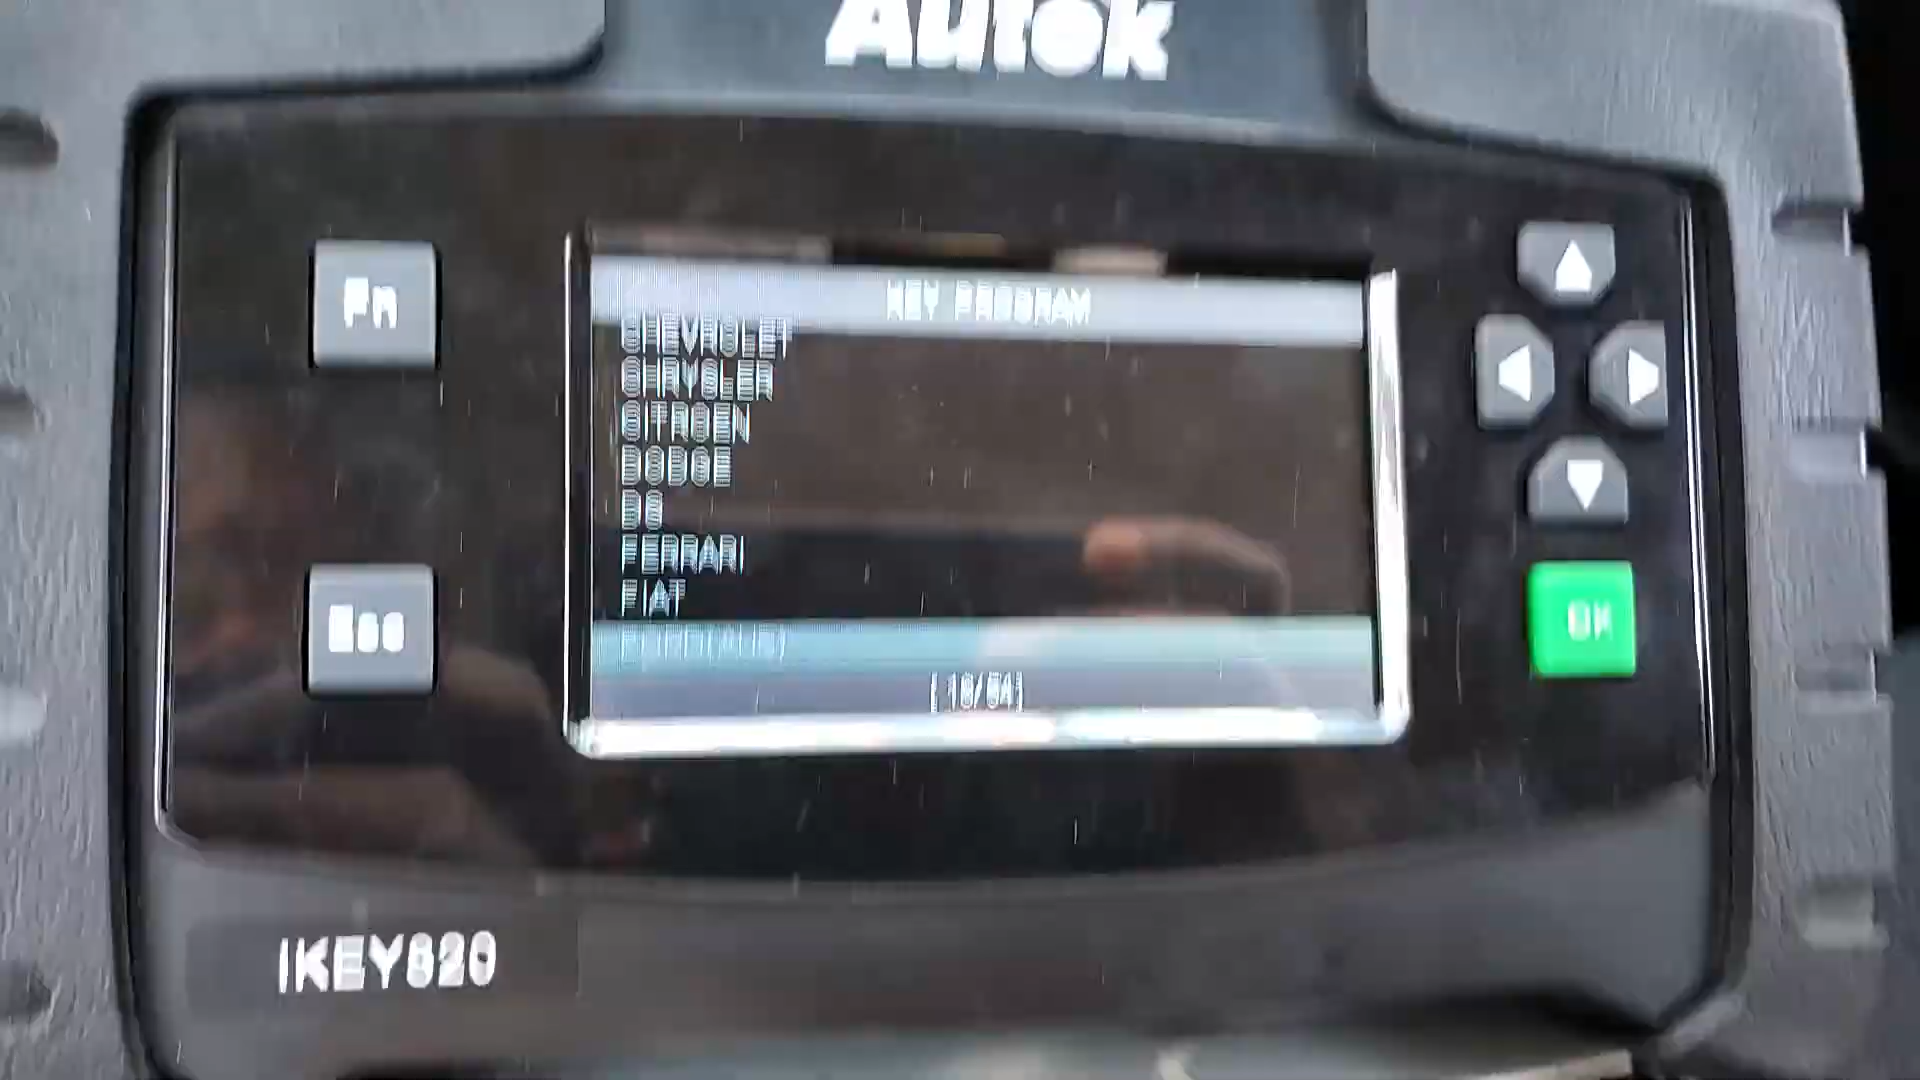 Autek
Fn
KEY PROGRAM
CHEVROLET
CHRYSLER
CITROEN
DODGE
DS
FERRARI
FIAT
Esc
OK
IKEY820